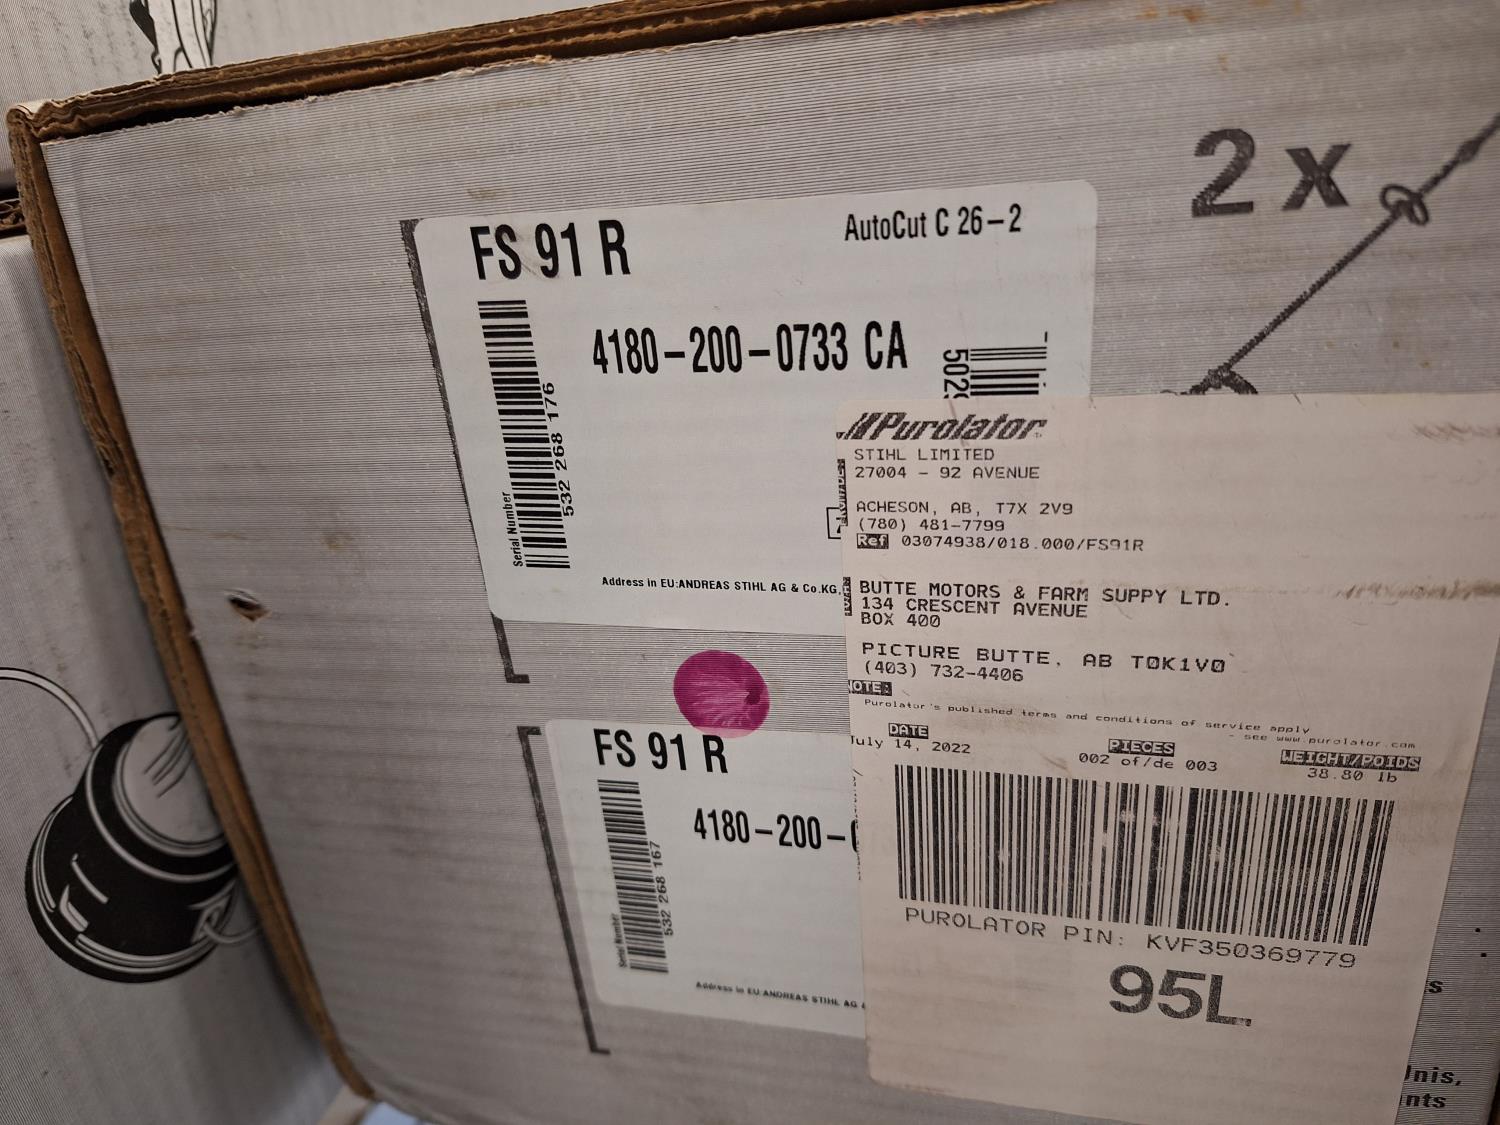 2 x
FS 91 R
AutoCut C 26-2
4180-200-0733 CA
Serial Number
532 268 176
Address in EU:ANDREAS STIHL AG & Co.KG,
Purolator
STIHL LIMITED
27004 - 92 AVENUE
ACHESON, AB, T7X 2V9
(780) 481-7799
Ref 03074938/018.000/FS91R
BUTTE MOTORS & FARM SUPPY LTD.
134 CRESCENT AVENUE
BOX 400
PICTURE BUTTE, AB T0K1V0
(403) 732-4406
NOTE:
Purolator's published terms and conditions of service apply
- see www.purolator.com
DATE
July 14, 2022
PIECES
002 of/de 003
WEIGHT/POIDS
38.80 lb
PUROLATOR PIN: KVF350369779
95L
FS 91 R
4180-200-
Serial Number
532 268 167
Address in EU:ANDREAS STIHL AG &